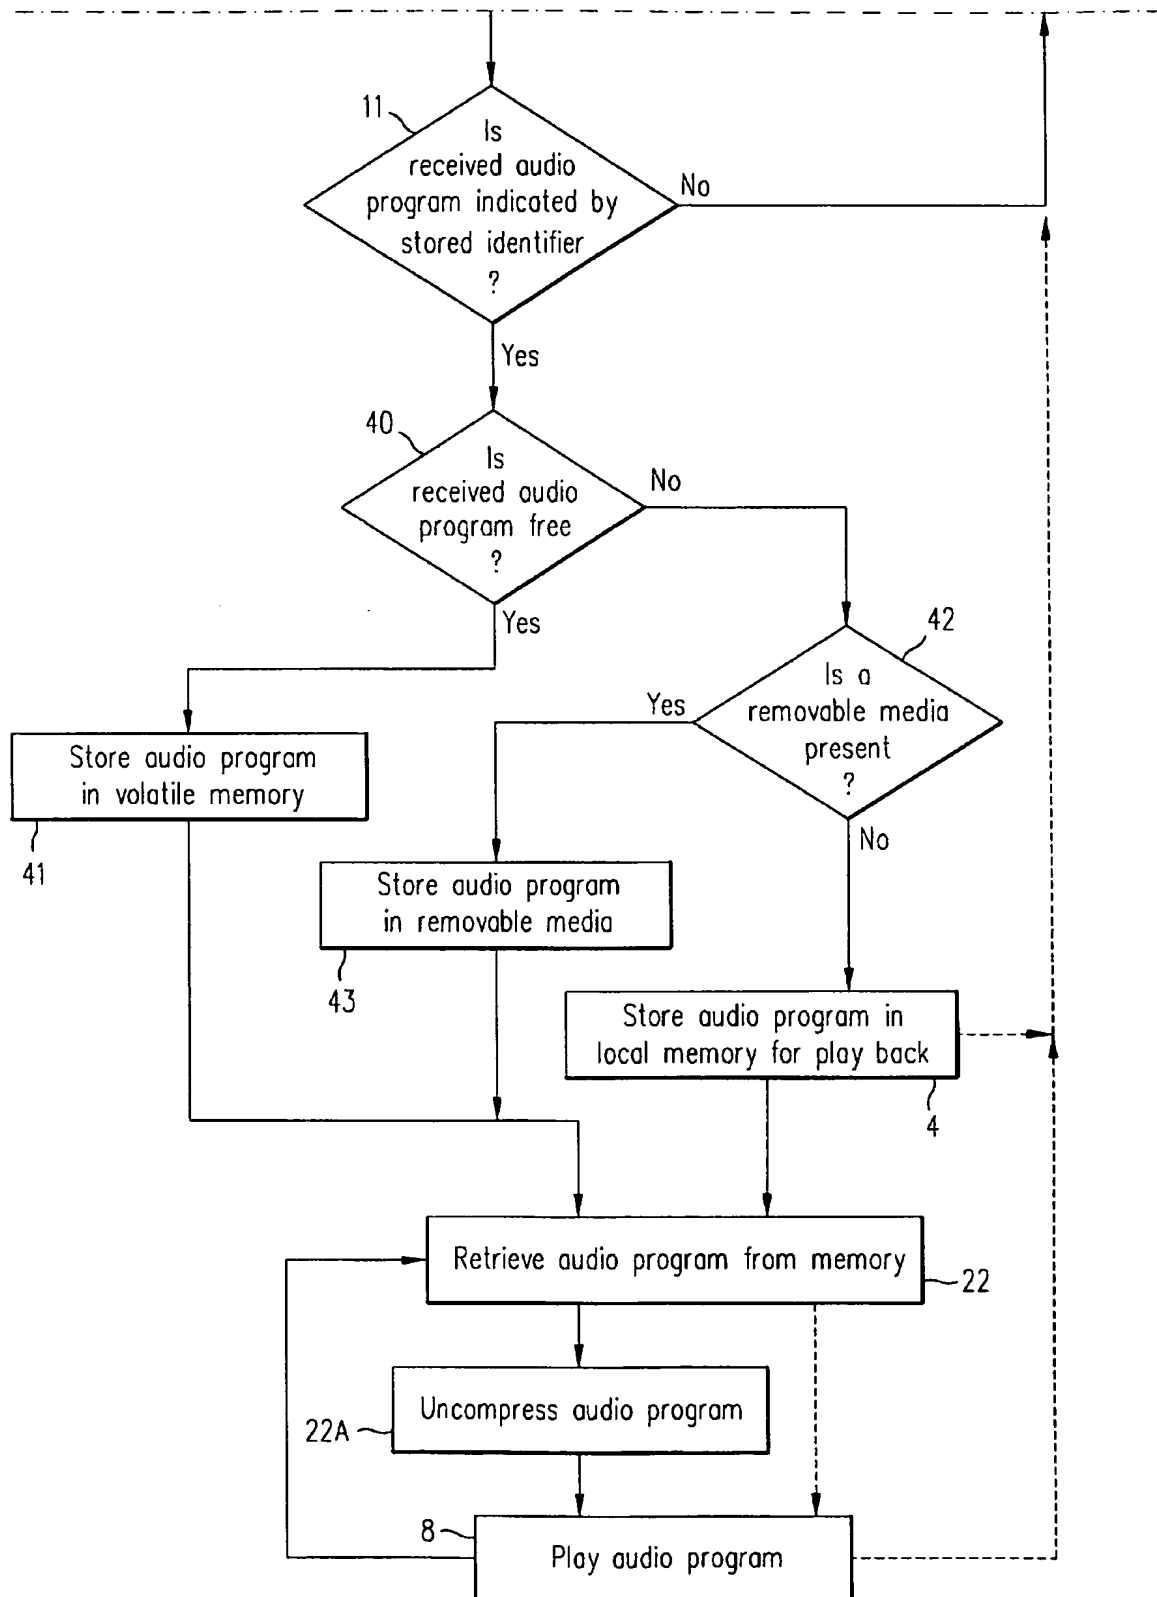 11
Is
received audio
program indicated by
stored identifier
?
No
Yes
40
Is
received audio
program free
?
No
Yes
42
Is a
removable media
present
?
Yes
No
Store audio program
in volatile memory
41
Store audio program
in removable media
43
Store audio program in
local memory for play back
4
Retrieve audio program from memory
22
Uncompress audio program
22A
8
Play audio program